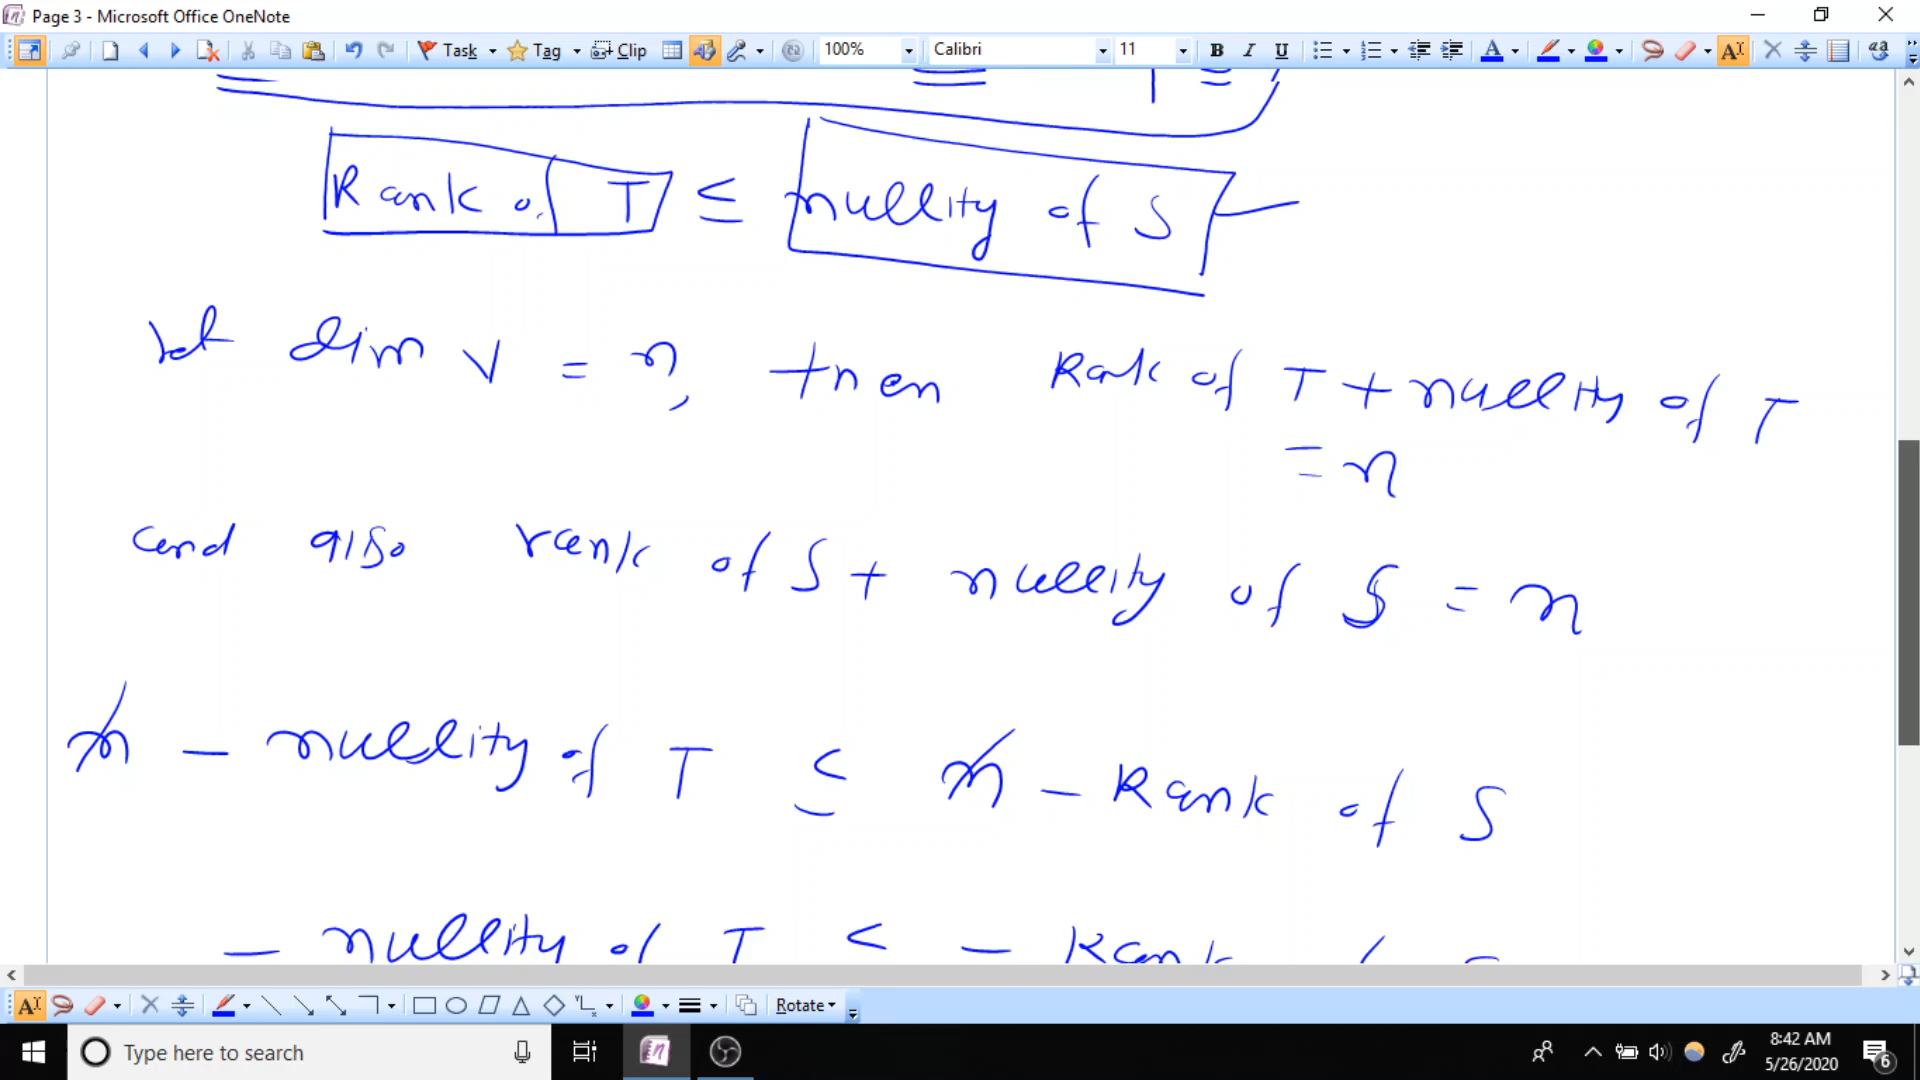 Page 3 - Microsoft Office OneNote
Task Tag Clip 100% Calibri 11 B I U
Rank of T ≤ nullity of S
let dim V = n, then Rank of T + nullity of T
= n
and also rank of S + nullity of S = n
n - nullity of T ≤ n - Rank of S
- nullity of T ≤ - Rank of S
Rotate
Type here to search
8:42 AM
5/26/2020
6